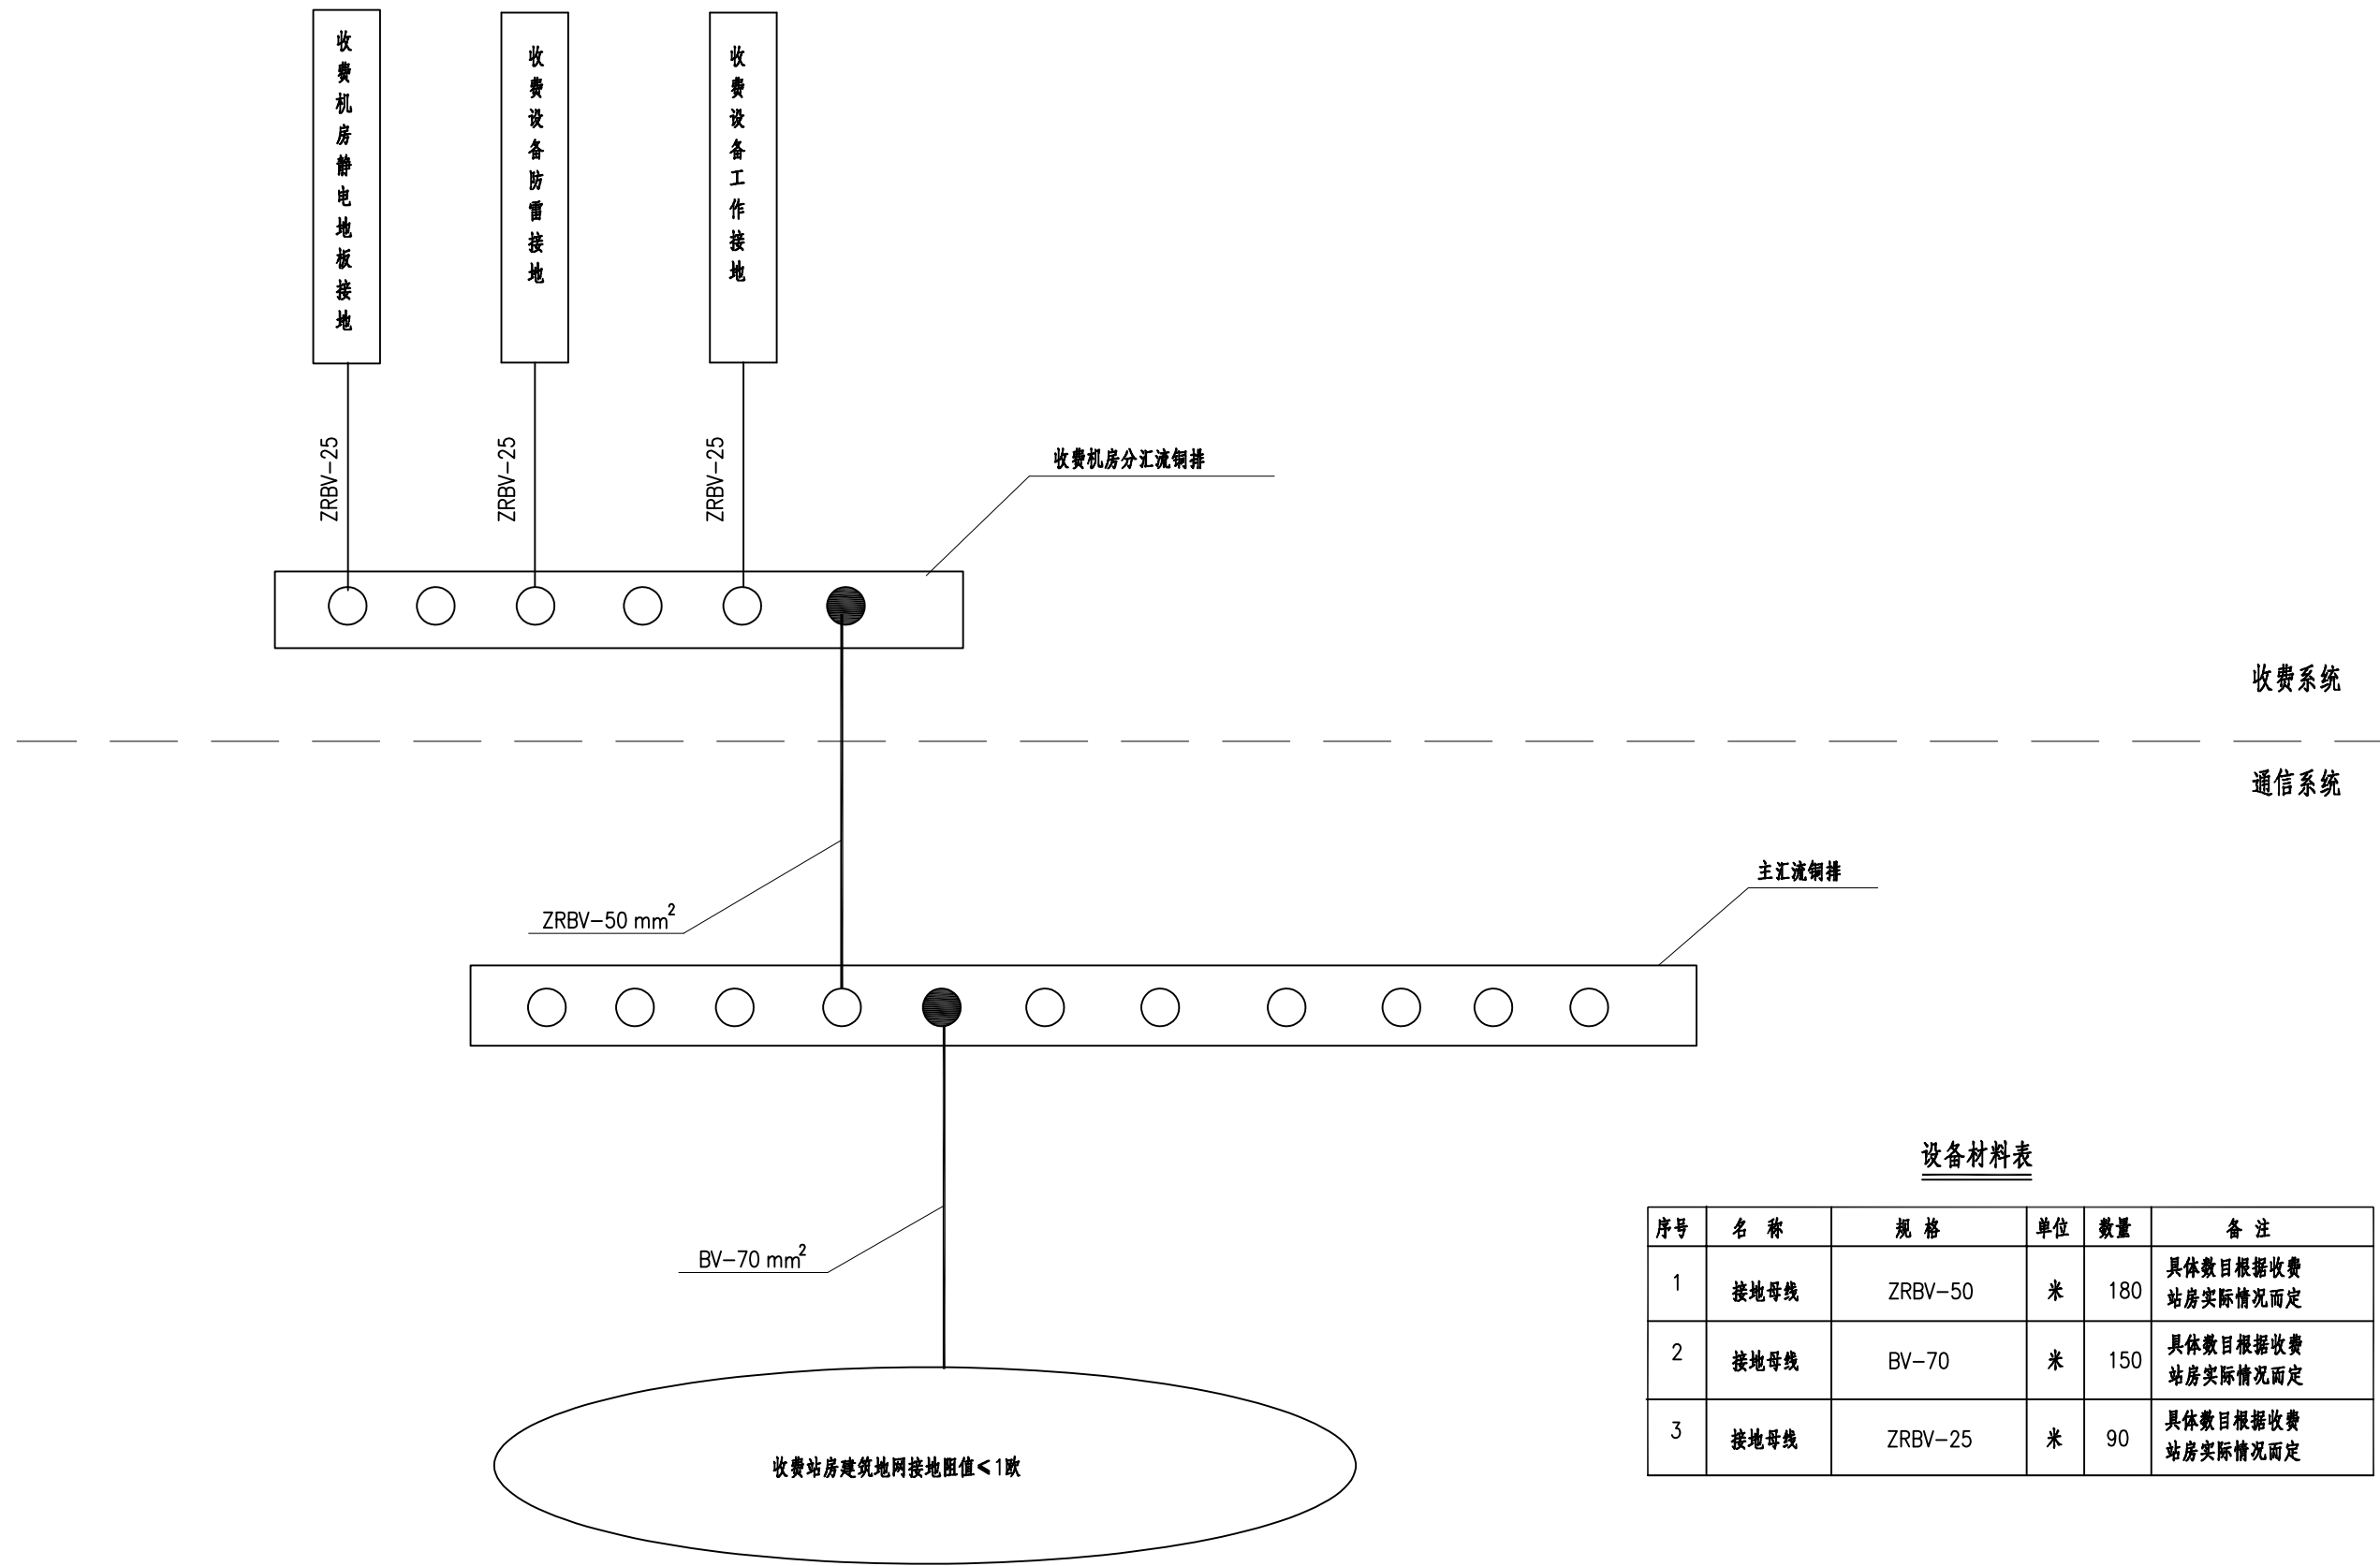 收费机房静电地板接地
收费设备防雷接地
收费设备工作接地
ZRBV-25
ZRBV-25
ZRBV-25
收费机房分汇流铜排
收费系统
通信系统
主汇流铜排
ZRBV-50 mm²
BV-70 mm²
收费站房建筑地网接地阻值<1欧
设备材料表
序号 名 称 规 格 单位 数量 备 注
1 接地母线 ZRBV-50 米 180 具体数目根据收费
站房实际情况而定
2 接地母线 BV-70 米 150 具体数目根据收费
站房实际情况而定
3 接地母线 ZRBV-25 米 90 具体数目根据收费
站房实际情况而定